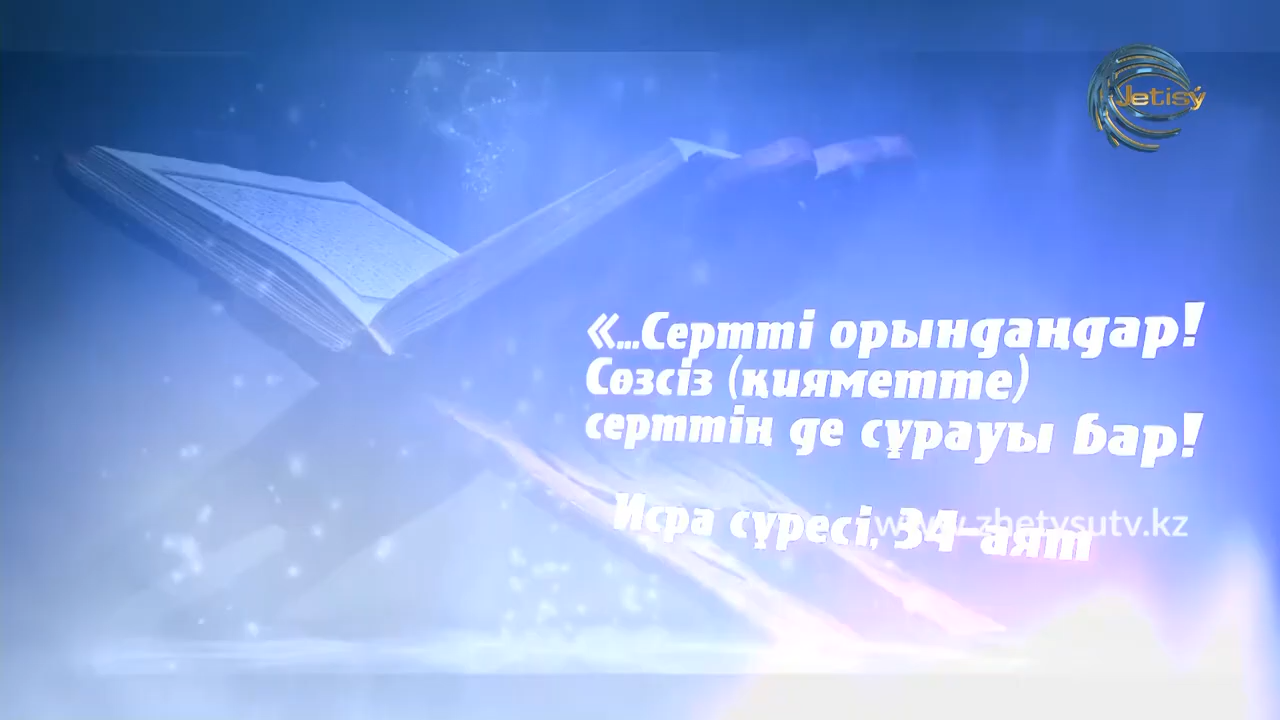 Jetisý
«...Сертті орындаңдар!
Сөзсіз (қияметте)
серттің де сұрауы бар!
Исра сүресі, 34-аят
www.zhetysutv.kz